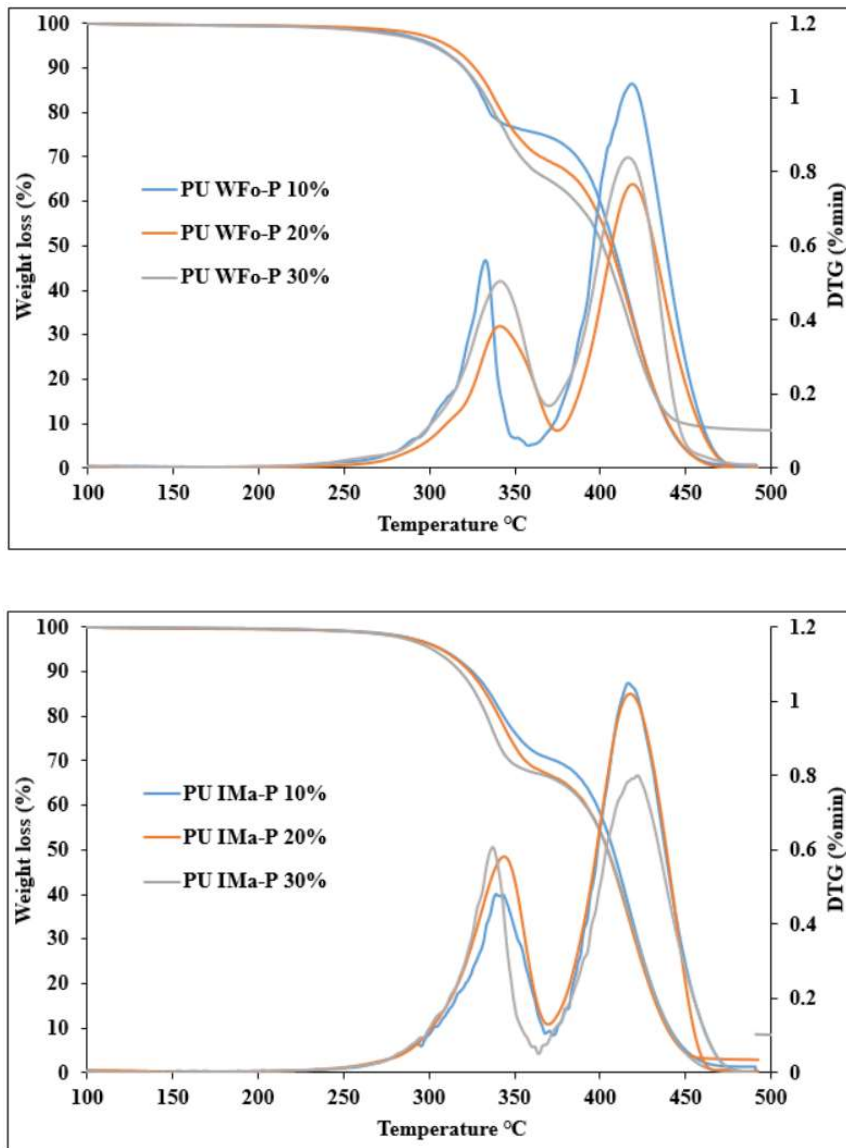 100
90
80
70
60
50
40
30
20
10
0
Weight loss (%)
PU WFo-P 10%
PU WFo-P 20%
PU WFo-P 30%
1.2
1
0.8
0.6
0.4
0.2
0
DTG (%min)
100 150 200 250 300 350 400 450 500
Temperature °C
100
90
80
70
60
50
40
30
20
10
0
Weight loss (%)
PU IMa-P 10%
PU IMa-P 20%
PU IMa-P 30%
1.2
1
0.8
0.6
0.4
0.2
0
DTG (%min)
100 150 200 250 300 350 400 450 500
Temperature °C